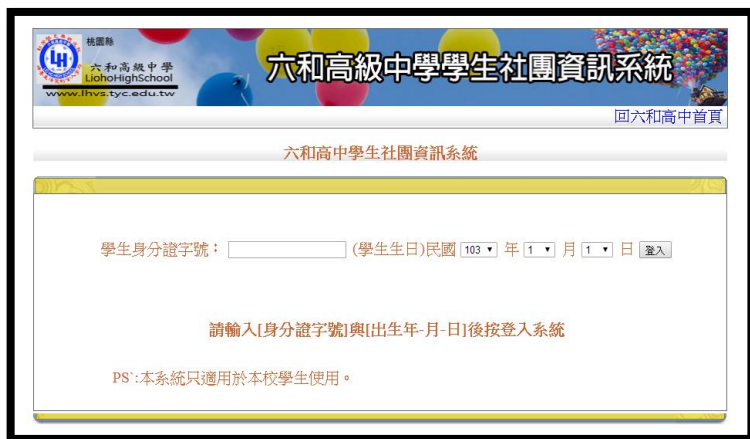 桃園縣
六和高級中學
LiohoHighSchool
www.lhvs.tyc.edu.tw
六和高級中學學生社團資訊系統
回六和高中首頁
六和高中學生社團資訊系統
學生身分證字號： (學生生日)民國 103 年 1 月 1 日 登入
請輸入[身分證字號]與[出生年-月-日]後按登入系統
PS`:本系統只適用於本校學生使用。